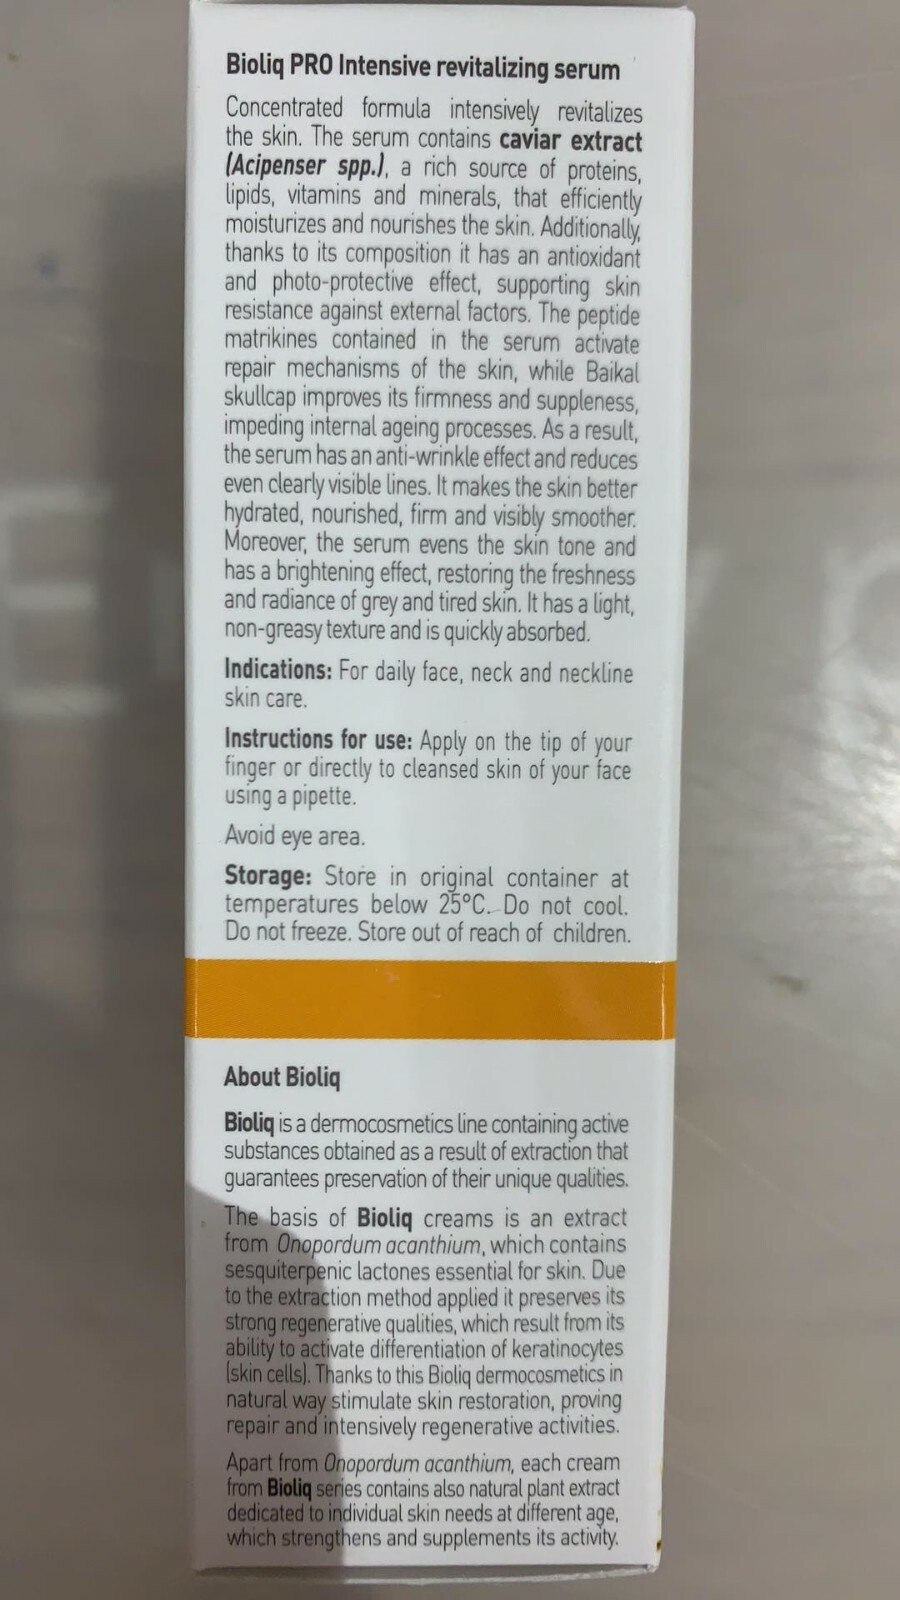 Bioliq PRO Intensive revitalizing serum
Concentrated formula intensively revitalizes
the skin. The serum contains caviar extract
(Acipenser spp.), a rich source of proteins,
lipids, vitamins and minerals, that efficiently
moisturizes and nourishes the skin. Additionally,
thanks to its composition it has an antioxidant
and photo-protective effect, supporting skin
resistance against external factors. The peptide
matrikines contained in the serum activate
repair mechanisms of the skin, while Baikal
skullcap improves its firmness and suppleness,
impeding internal ageing processes. As a result,
the serum has an anti-wrinkle effect and reduces
even clearly visible lines. It makes the skin better
hydrated, nourished, firm and visibly smoother.
Moreover, the serum evens the skin tone and
has a brightening effect, restoring the freshness
and radiance of grey and tired skin. It has a light,
non-greasy texture and is quickly absorbed.
Indications: For daily face, neck and neckline
skin care.
Instructions for use: Apply on the tip of your
finger or directly to cleansed skin of your face
using a pipette.
Avoid eye area.
Storage: Store in original container at
temperatures below 25°C. Do not cool.
Do not freeze. Store out of reach of children.
About Bioliq
Bioliq is a dermocosmetics line containing active
substances obtained as a result of extraction that
guarantees preservation of their unique qualities.
The basis of Bioliq creams is an extract
from Onopordum acanthium, which contains
sesquiterpenic lactones essential for skin. Due
to the extraction method applied it preserves its
strong regenerative qualities, which result from its
ability to activate differentiation of keratinocytes
(skin cells). Thanks to this Bioliq dermocosmetics in
natural way stimulate skin restoration, proving
repair and intensively regenerative activities.
Apart from Onopordum acanthium, each cream
from Bioliq series contains also natural plant extract
dedicated to individual skin needs at different age,
which strengthens and supplements its activity.